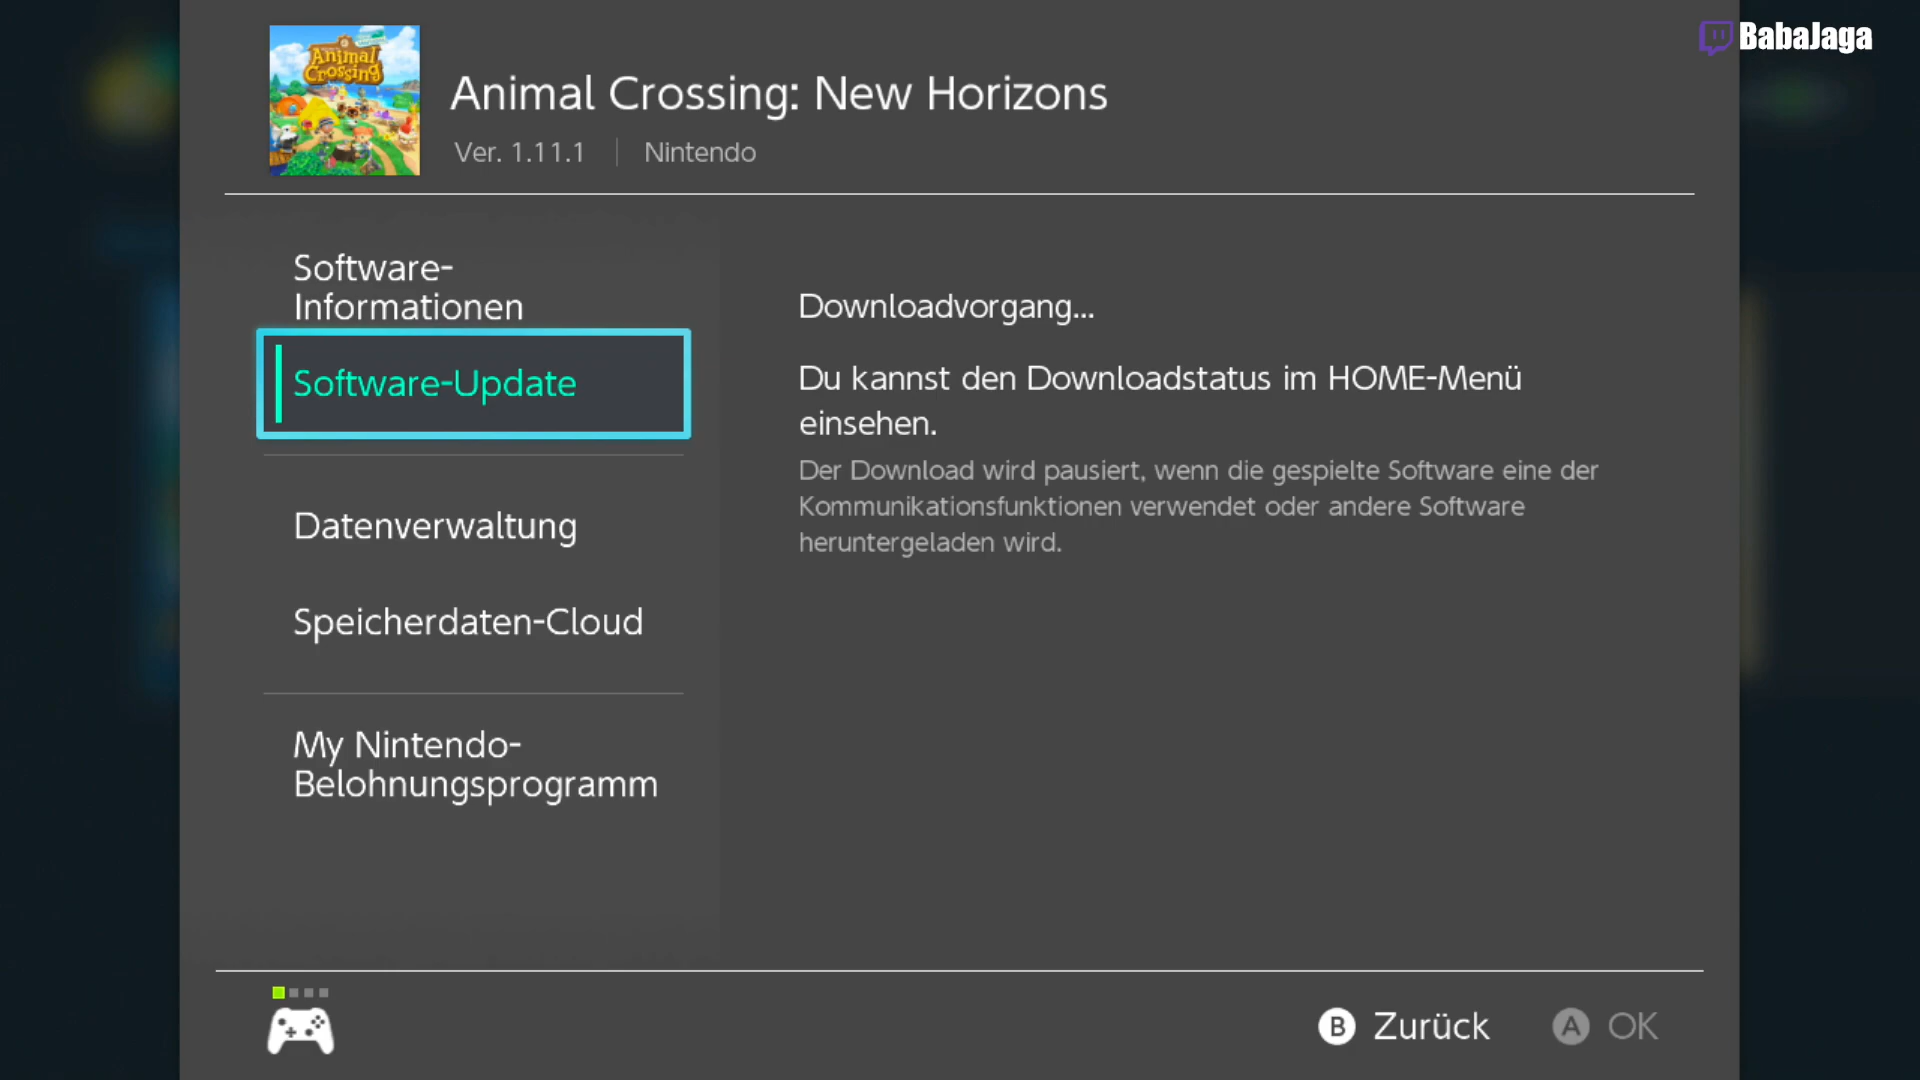 BabaJaga
Animal
Crossing
Animal Crossing: New Horizons
Ver. 1.11.1 | Nintendo
Software-
Informationen
Software-Update
Datenverwaltung
Speicherdaten-Cloud
My Nintendo-
Belohnungsprogramm
Downloadvorgang...
Du kannst den Downloadstatus im HOME-Menü
einsehen.
Der Download wird pausiert, wenn die gespielte Software eine der
Kommunikationsfunktionen verwendet oder andere Software
heruntergeladen wird.
B Zurück
A OK